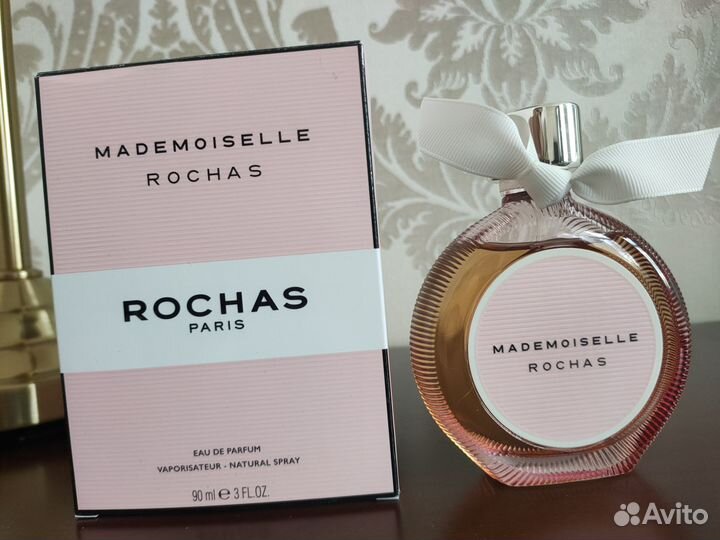 MADEMOISELLE
ROCHAS
ROCHAS
PARIS
EAU DE PARFUM
VAPORISATEUR - NATURAL SPRAY
90 ml ℮ 3 FL.OZ.
MADEMOISELLE
ROCHAS
Avito